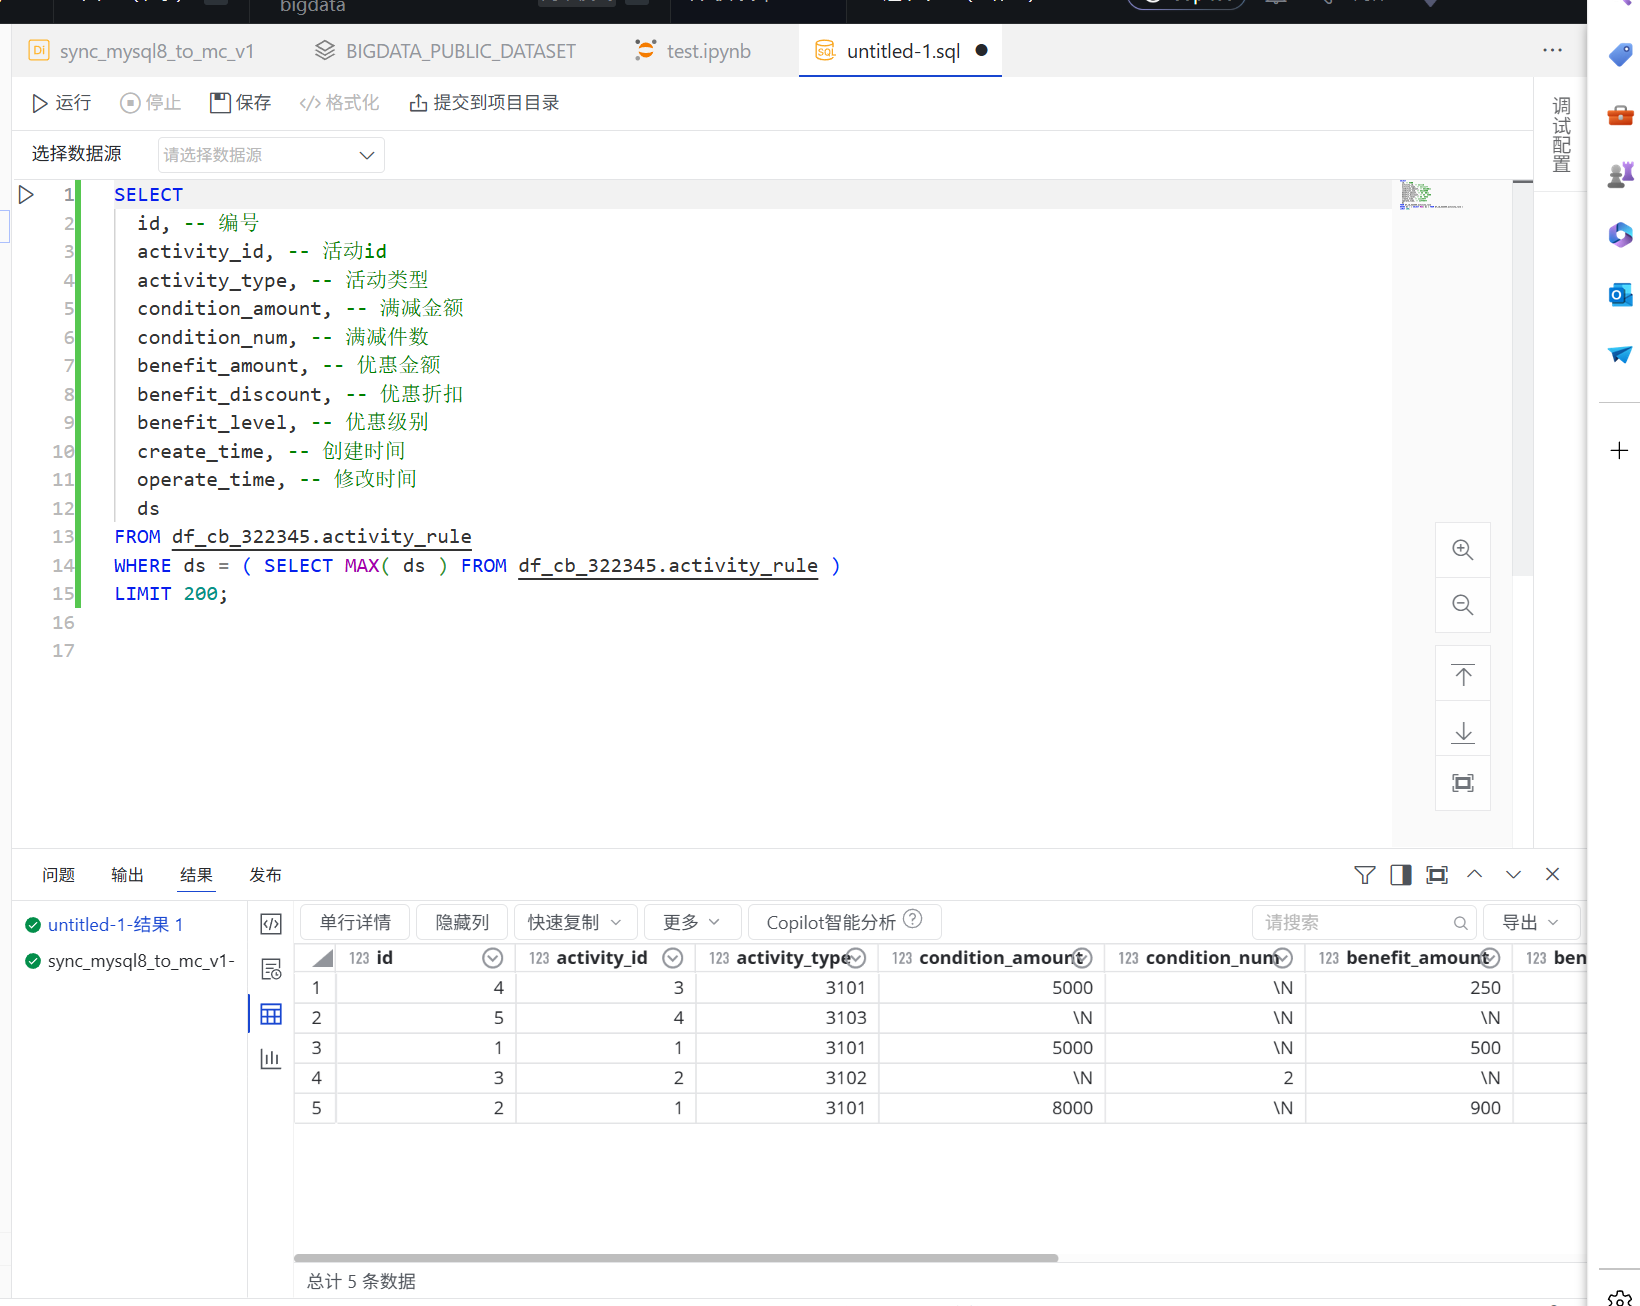 bigdata
sync_mysql8_to_mc_v1
BIGDATA_PUBLIC_DATASET
test.ipynb
untitled-1.sql
运行
停止
保存
格式化
提交到项目目录
调试配置
选择数据源
请选择数据源
1 SELECT
2 id, -- 编号
3 activity_id, -- 活动id
4 activity_type, -- 活动类型
5 condition_amount, -- 满减金额
6 condition_num, -- 满减件数
7 benefit_amount, -- 优惠金额
8 benefit_discount, -- 优惠折扣
9 benefit_level, -- 优惠级别
10 create_time, -- 创建时间
11 operate_time, -- 修改时间
12 ds
13 FROM df_cb_322345.activity_rule
14 WHERE ds = ( SELECT MAX( ds ) FROM df_cb_322345.activity_rule )
15 LIMIT 200;
16
17
问题 输出 结果 发布
untitled-1-结果 1
sync_mysql8_to_mc_v1-
单行详情 隐藏列 快速复制 更多 Copilot智能分析 请搜索 导出
123 id 123 activity_id 123 activity_type 123 condition_amount 123 condition_num 123 benefit_amount 123 ben
1 4 3 3101 5000 \N 250
2 5 4 3103 \N \N \N
3 1 1 3101 5000 \N 500
4 3 2 3102 \N 2 \N
5 2 1 3101 8000 \N 900
总计 5 条数据